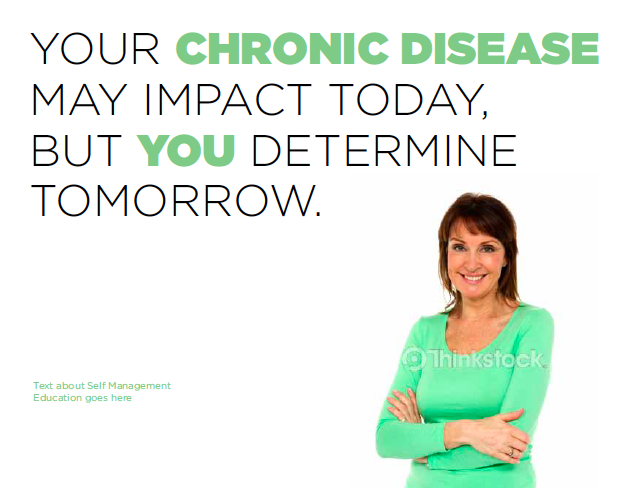 YOUR CHRONIC DISEASE
MAY IMPACT TODAY,
BUT YOU DETERMINE
TOMORROW.
Thinkstock.
Text about Self Management
Education goes here